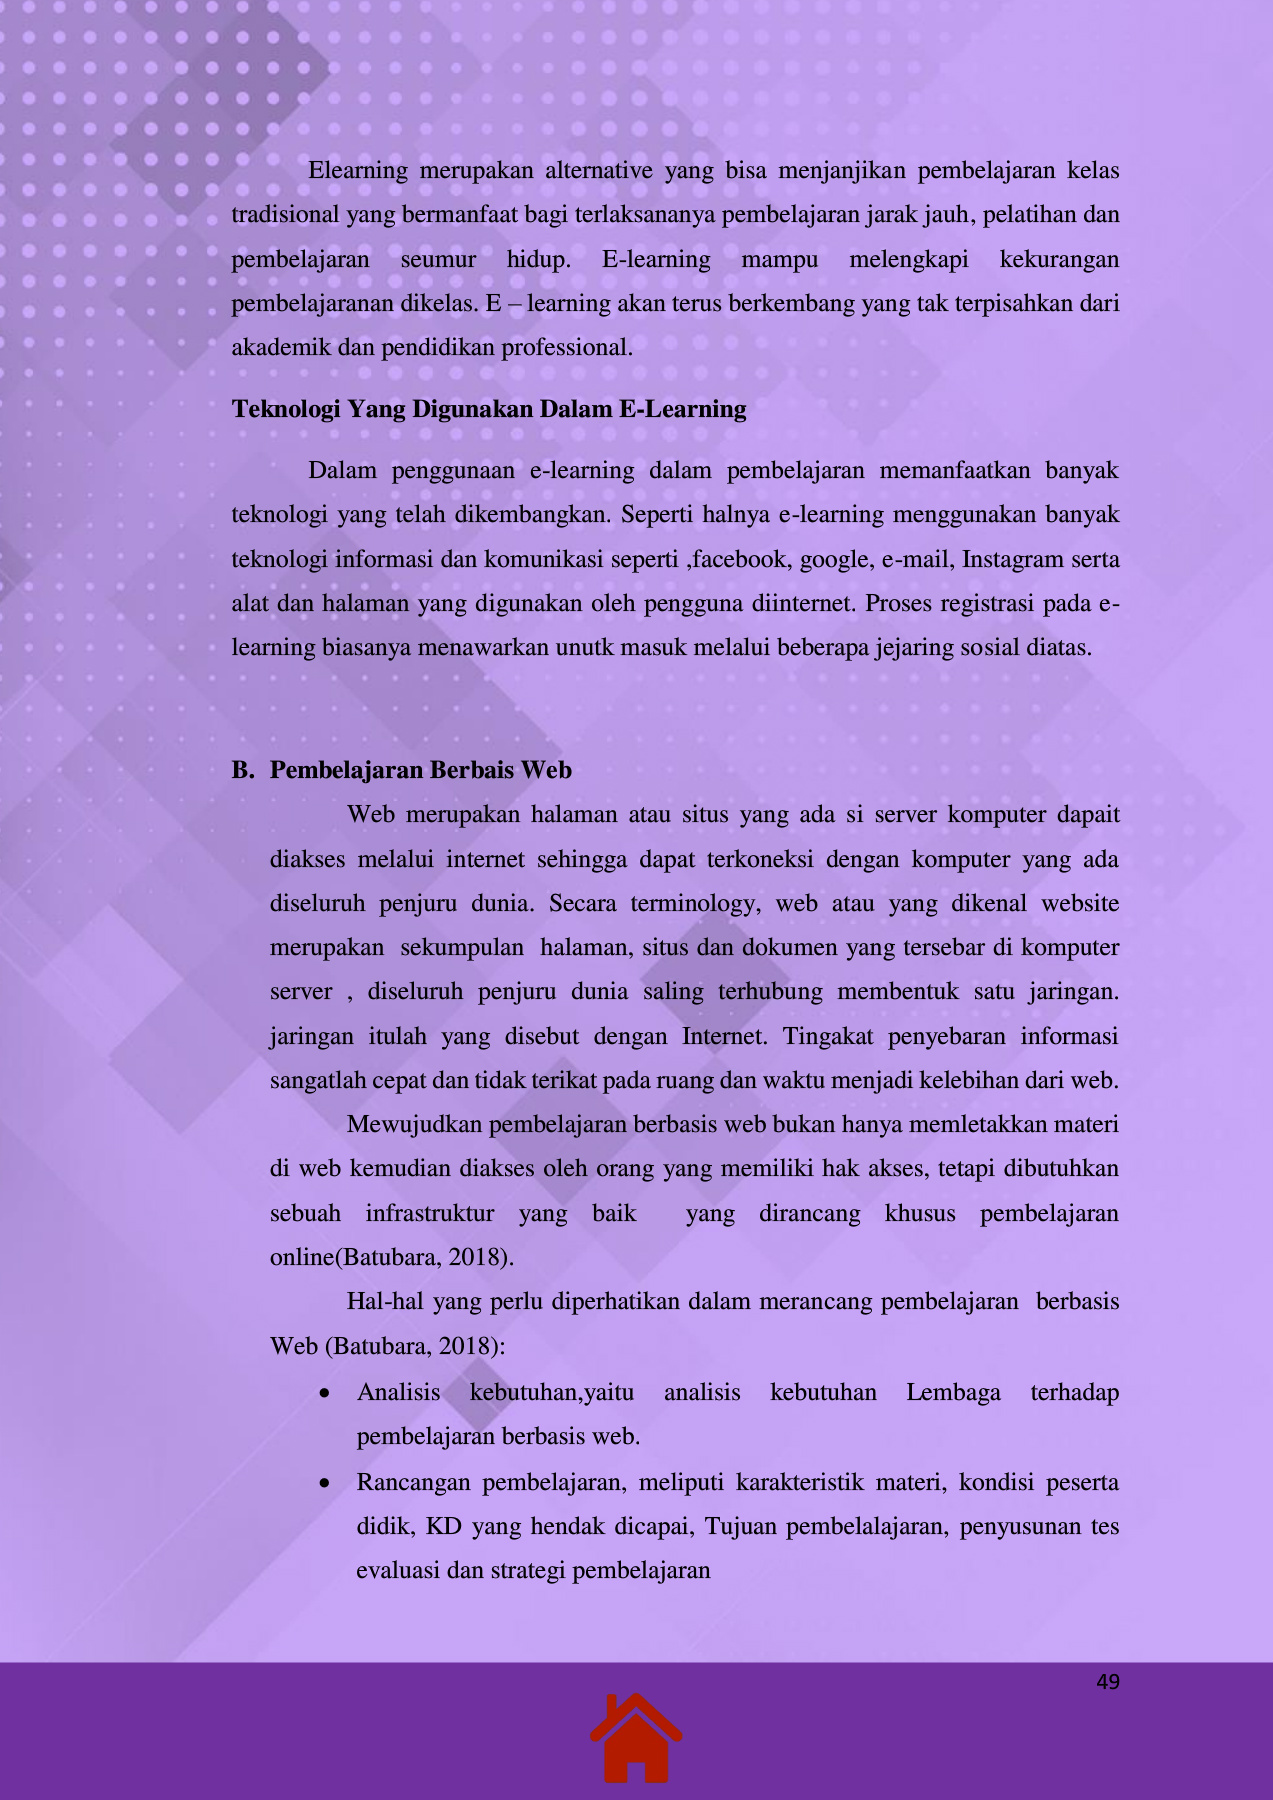 Elearning merupakan alternative yang bisa menjanjikan pembelajaran kelas
tradisional yang bermanfaat bagi terlaksananya pembelajaran jarak jauh, pelatihan dan
pembelajaran seumur hidup. E-learning mampu melengkapi kekurangan
pembelajaranan dikelas. E – learning akan terus berkembang yang tak terpisahkan dari
akademik dan pendidikan professional.
Teknologi Yang Digunakan Dalam E-Learning
Dalam penggunaan e-learning dalam pembelajaran memanfaatkan banyak
teknologi yang telah dikembangkan. Seperti halnya e-learning menggunakan banyak
teknologi informasi dan komunikasi seperti ,facebook, google, e-mail, Instagram serta
alat dan halaman yang digunakan oleh pengguna diinternet. Proses registrasi pada e-
learning biasanya menawarkan unutk masuk melalui beberapa jejaring sosial diatas.
B. Pembelajaran Berbais Web
Web merupakan halaman atau situs yang ada si server komputer dapait
diakses melalui internet sehingga dapat terkoneksi dengan komputer yang ada
diseluruh penjuru dunia. Secara terminology, web atau yang dikenal website
merupakan sekumpulan halaman, situs dan dokumen yang tersebar di komputer
server , diseluruh penjuru dunia saling terhubung membentuk satu jaringan.
jaringan itulah yang disebut dengan Internet. Tingakat penyebaran informasi
sangatlah cepat dan tidak terikat pada ruang dan waktu menjadi kelebihan dari web.
Mewujudkan pembelajaran berbasis web bukan hanya memletakkan materi
di web kemudian diakses oleh orang yang memiliki hak akses, tetapi dibutuhkan
sebuah infrastruktur yang baik yang dirancang khusus pembelajaran
online(Batubara, 2018).
Hal-hal yang perlu diperhatikan dalam merancang pembelajaran berbasis
Web (Batubara, 2018):
• Analisis kebutuhan,yaitu analisis kebutuhan Lembaga terhadap
pembelajaran berbasis web.
• Rancangan pembelajaran, meliputi karakteristik materi, kondisi peserta
didik, KD yang hendak dicapai, Tujuan pembelalajaran, penyusunan tes
evaluasi dan strategi pembelajaran
49